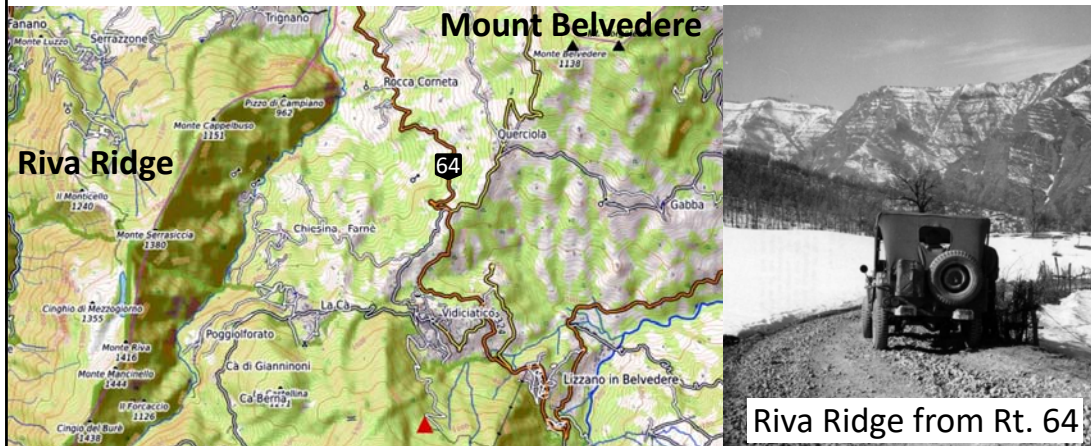 Mount Belvedere
Fanano
Trignano
Monte Luzzo
Serrazzone
Monte Belvedere
1138
Rocca Corneta
Pizzo di Campiano
962
Monte Cappelbuso
1151
Querciola
Riva Ridge
64
Il Monticello
1240
Gabba
Chiesina Farnè
Monte Serrasiccia
1380
Cinghio di Mezzogiorno
1355
La Cà
Vidiciatico
Poggiolforato
Monte Riva
1416
Cà di Gianninoni
Monte Mancinello
1444
Lizzano in Belvedere
Ca Berna
Il Forcaccio
1126
Cingio del Burè
1438
Riva Ridge from Rt. 64